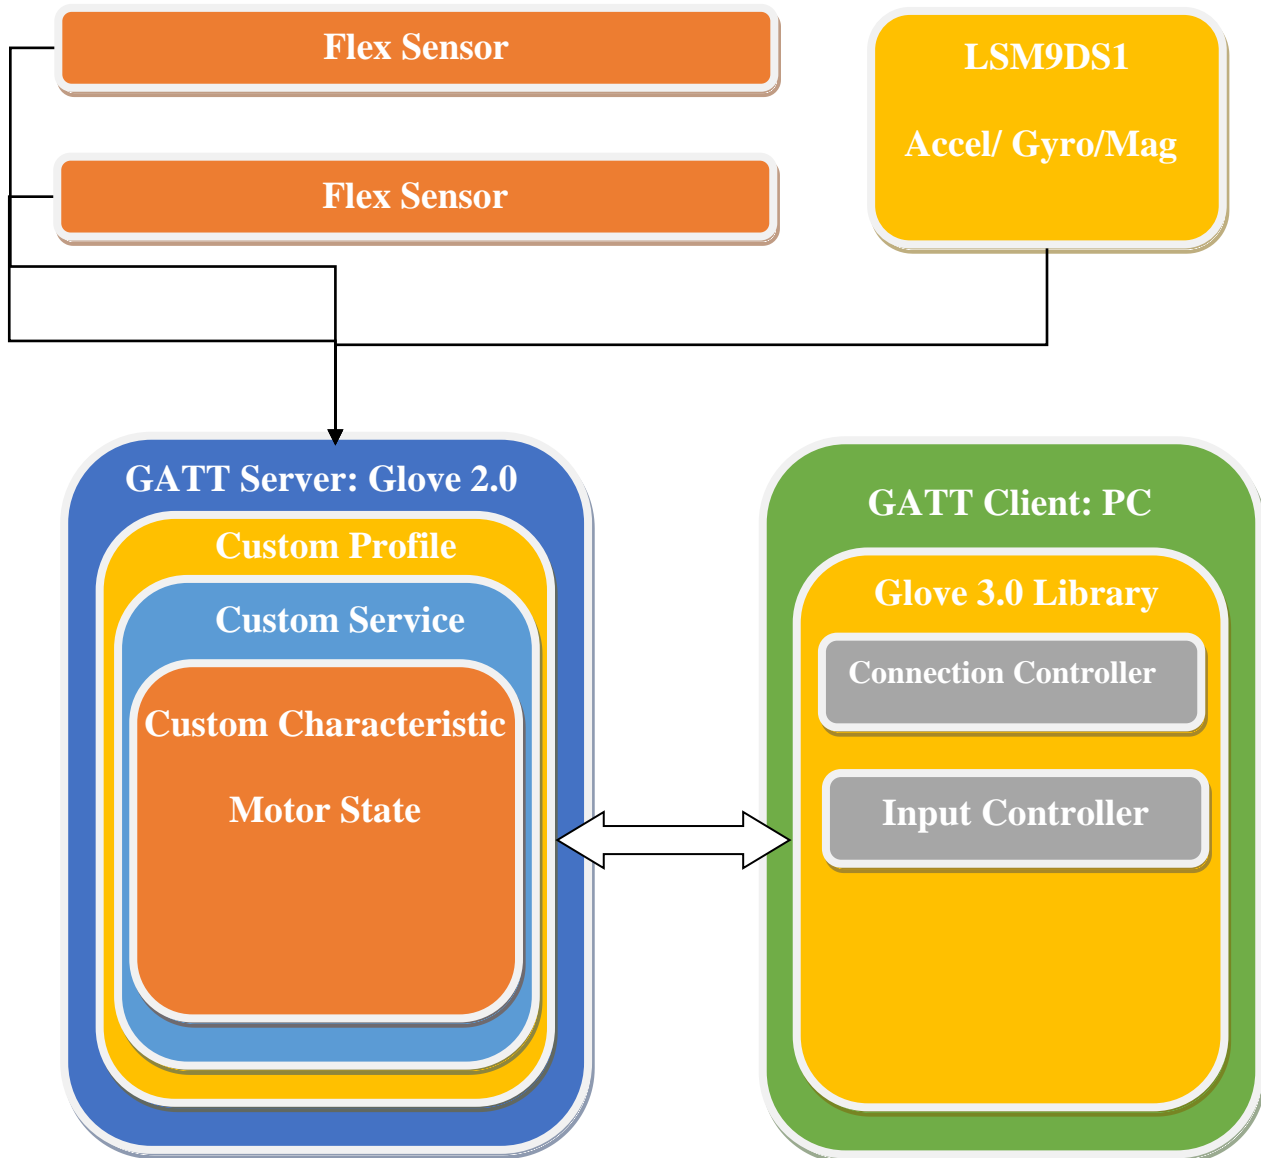 Flex Sensor
LSM9DS1
Accel/ Gyro/Mag
Flex Sensor
GATT Server: Glove 2.0
Custom Profile
Custom Service
Custom Characteristic
Motor State
GATT Client: PC
Glove 3.0 Library
Connection Controller
Input Controller